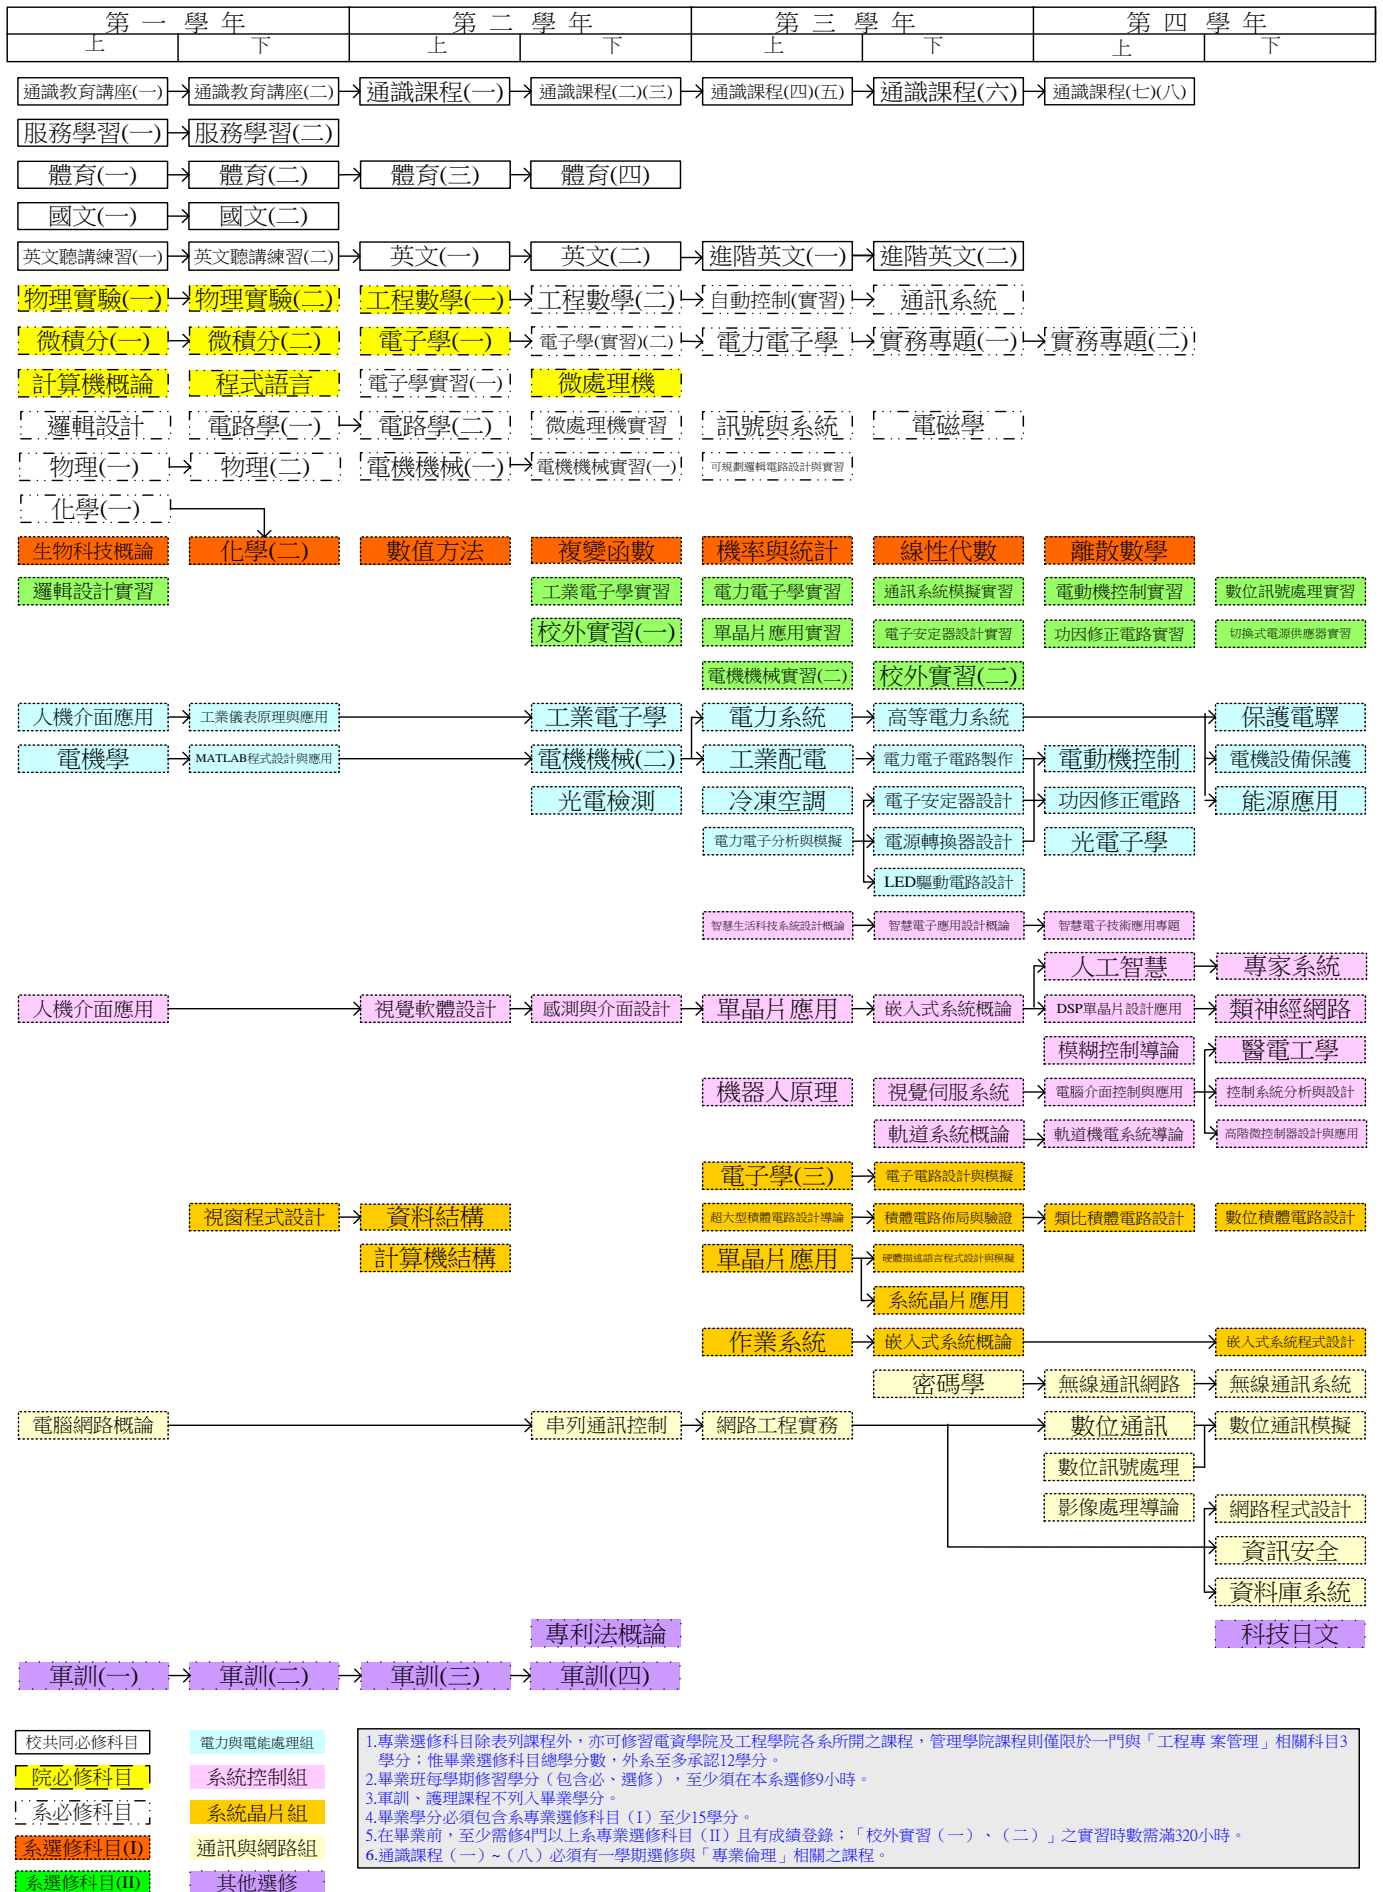 第 一 學 年 第 二 學 年 第 三 學 年 第 四 學 年
上 下 上 下 上 下 上 下
通識教育講座(一) 通識教育講座(二) 通識課程(一) 通識課程(二)(三) 通識課程(四)(五) 通識課程(六) 通識課程(七)(八)
服務學習(一) 服務學習(二)
體育(一) 體育(二) 體育(三) 體育(四)
國文(一) 國文(二)
英文聽講練習(一) 英文聽講練習(二) 英文(一) 英文(二) 進階英文(一) 進階英文(二)
物理實驗(一) 物理實驗(二) 工程數學(一) 工程數學(二) 自動控制(實習) 通訊系統
微積分(一) 微積分(二) 電子學(一) 電子學(實習)(二) 電力電子學 實務專題(一) 實務專題(二)
計算機概論 程式語言 電子學實習(一) 微處理機
邏輯設計 電路學(一) 電路學(二) 微處理機實習 訊號與系統 電磁學
物理(一) 物理(二) 電機機械(一) 電機機械實習(一) 可規劃邏輯電路設計與實習
化學(一)
生物科技概論 化學(二) 數值方法 複變函數 機率與統計 線性代數 離散數學
邏輯設計實習 工業電子學實習 電力電子學實習 通訊系統模擬實習 電動機控制實習 數位訊號處理實習
校外實習(一) 單晶片應用實習 電子安定器設計實習 功因修正電路實習 切換式電源供應器實習
電機機械實習(二) 校外實習(二)
人機介面應用 工業儀表原理與應用 工業電子學 電力系統 高等電力系統 保護電驛
電機學 MATLAB程式設計與應用 電機機械(二) 工業配電 電力電子電路製作 電動機控制 電機設備保護
光電檢測 冷凍空調 電子安定器設計 功因修正電路 能源應用
電力電子分析與模擬 電源轉換器設計 光電子學
LED驅動電路設計
智慧生活科技系統設計概論 智慧電子應用設計概論 智慧電子技術應用專題
人工智慧 專家系統
人機介面應用 視覺軟體設計 感測與介面設計 單晶片應用 嵌入式系統概論 DSP單晶片設計應用 類神經網路
模糊控制導論 醫電工學
機器人原理 視覺伺服系統 電腦介面控制與應用 控制系統分析與設計
軌道系統概論 軌道機電系統導論 高階微控制器設計與應用
電子學(三) 電子電路設計與模擬
視窗程式設計 資料結構 超大型積體電路設計導論 積體電路佈局與驗證 類比積體電路設計 數位積體電路設計
計算機結構 單晶片應用 硬體描述語言程式設計與模擬
系統晶片應用
作業系統 嵌入式系統概論 嵌入式系統程式設計
密碼學 無線通訊網路 無線通訊系統
電腦網路概論 串列通訊控制 網路工程實務 數位通訊 數位通訊模擬
數位訊號處理
影像處理導論 網路程式設計
資訊安全
資料庫系統
專利法概論 科技日文
軍訓(一) 軍訓(二) 軍訓(三) 軍訓(四)
校共同必修科目 電力與電能處理組
院必修科目 系統控制組
系必修科目 系統晶片組
系選修科目(I) 通訊與網路組
系選修科目(II) 其他選修
1.專業選修科目除表列課程外，亦可修習電資學院及工程學院各系所開之課程，管理學院課程則僅限於一門與「工程專 案管理」相關科目3
學分；惟畢業選修科目總學分數，外系至多承認12學分。
2.畢業班每學期修習學分（包含必、選修），至少須在本系選修9小時。
3.軍訓、護理課程不列入畢業學分。
4.畢業學分必須包含系專業選修科目（I）至少15學分。
5.在畢業前，至少需修4門以上系專業選修科目（II）且有成績登錄；「校外實習（一）、（二）」之實習時數需滿320小時。
6.通識課程（一）~（八）必須有一學期選修與「專業倫理」相關之課程。